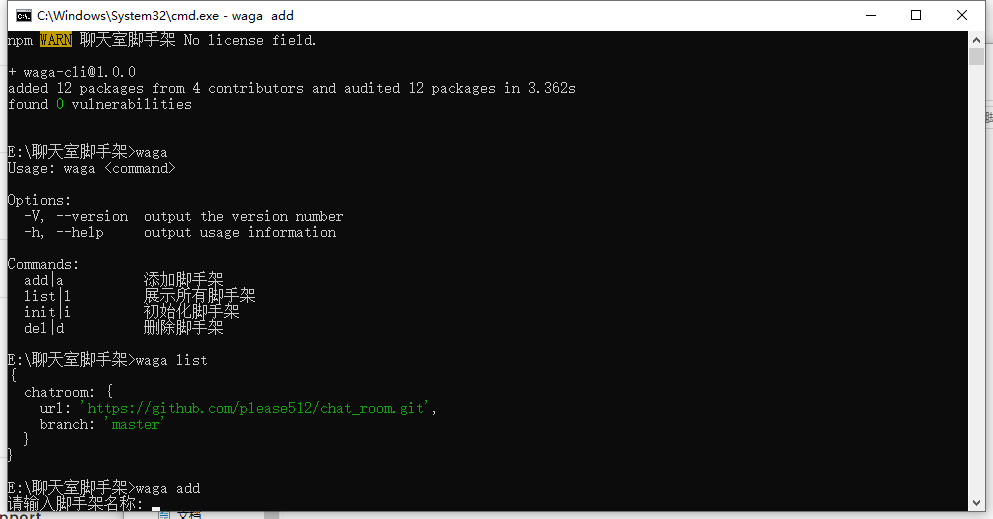 C:\Windows\System32\cmd.exe - waga  add
npm WARN 聊天室脚手架 No license field.
+ waga-cli@1.0.0
added 12 packages from 4 contributors and audited 12 packages in 3.362s
found 0 vulnerabilities
E:\聊天室脚手架>waga
Usage: waga <command>
Options:
  -V, --version  output the version number
  -h, --help     output usage information
Commands:
  add|a          添加脚手架
  list|l         展示所有脚手架
  init|i         初始化脚手架
  del|d          删除脚手架
E:\聊天室脚手架>waga list
{
  chatroom: {
    url: 'https://github.com/please512/chat_room.git',
    branch: 'master'
  }
}
E:\聊天室脚手架>waga add
请输入脚手架名称: